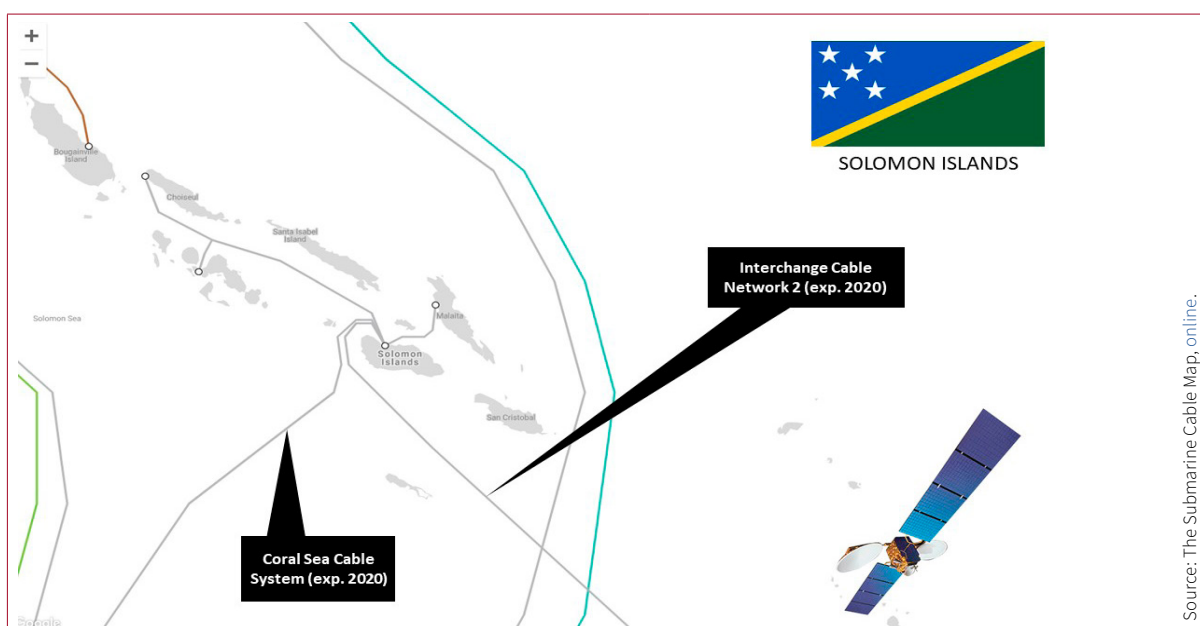 +
−
SOLOMON ISLANDS
Bougainville
Island
Choiseul
Santa Isabel
Island
Interchange Cable
Network 2 (exp. 2020)
Solomon Sea
Malaita
Solomon
Islands
San Cristobal
Coral Sea Cable
System (exp. 2020)
Google
Source: The Submarine Cable Map, online.